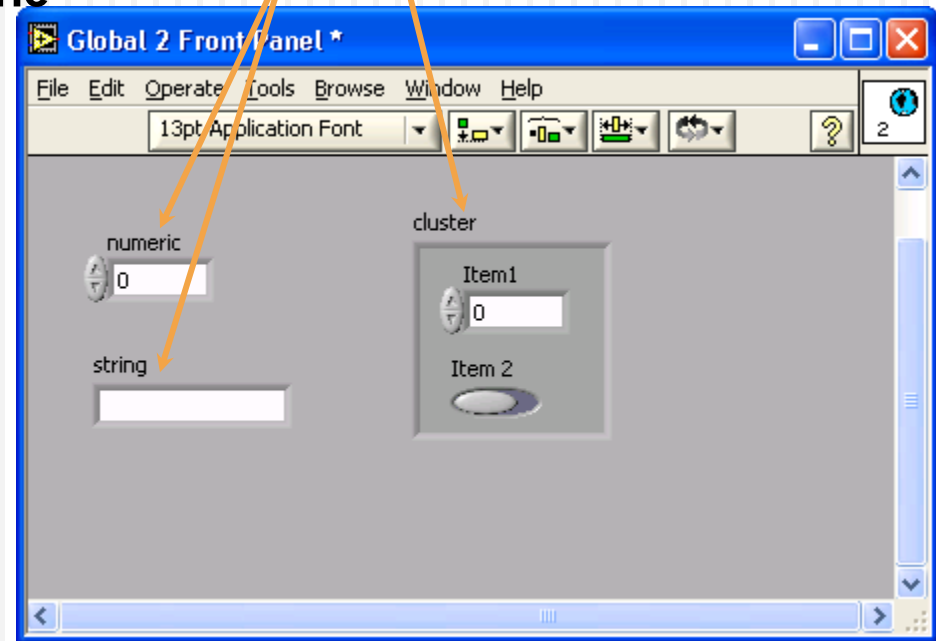 Global 2 Front Panel *
File Edit Operate Tools Browse Window Help
13pt Application Font
? 2
numeric
0
string
cluster
Item1
0
Item 2